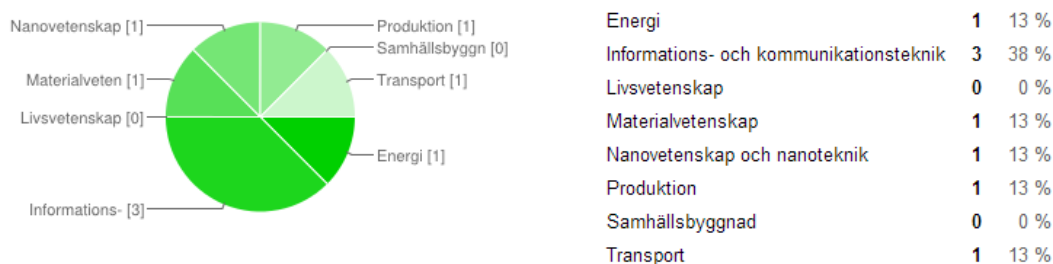 Nanovetenskap [1]
Materialveten [1]
Livsvetenskap [0]
Informations- [3]
Produktion [1]
Samhällsbyggn [0]
Transport [1]
Energi [1]
Energi 1 13 %
Informations- och kommunikationsteknik 3 38 %
Livsvetenskap 0 0 %
Materialvetenskap 1 13 %
Nanovetenskap och nanoteknik 1 13 %
Produktion 1 13 %
Samhällsbyggnad 0 0 %
Transport 1 13 %